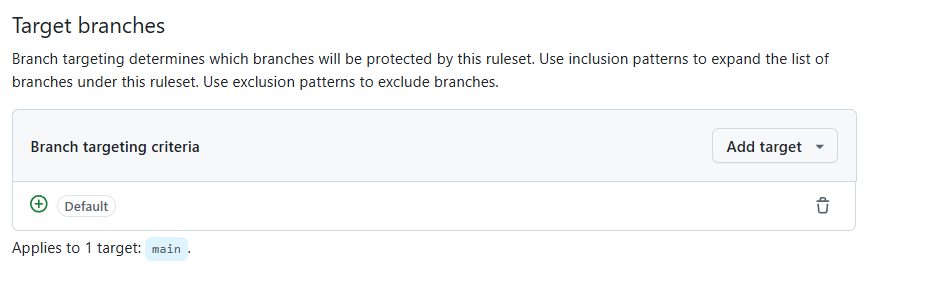 Target branches
Branch targeting determines which branches will be protected by this ruleset. Use inclusion patterns to expand the list of
branches under this ruleset. Use exclusion patterns to exclude branches.
Branch targeting criteria
Add target
Default
Applies to 1 target: main.